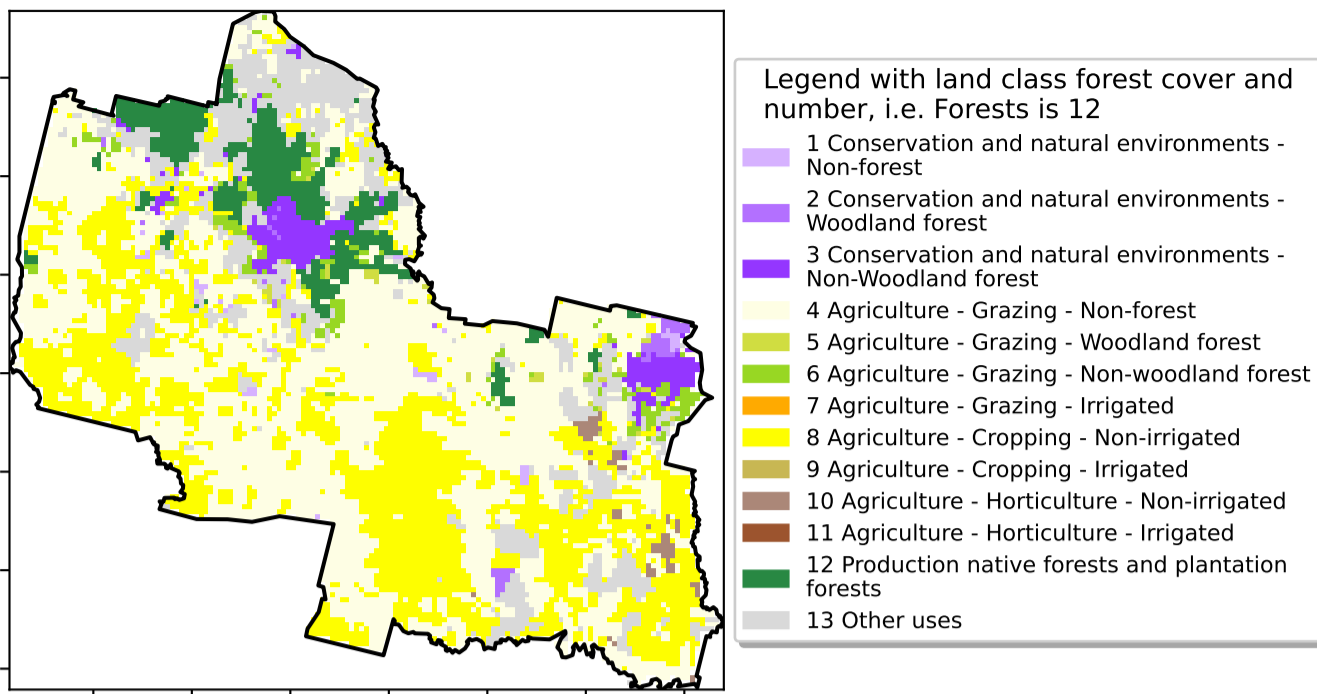 Legend with land class forest cover and
number, i.e. Forests is 12
1 Conservation and natural environments -
Non-forest
2 Conservation and natural environments -
Woodland forest
3 Conservation and natural environments -
Non-Woodland forest
4 Agriculture - Grazing - Non-forest
5 Agriculture - Grazing - Woodland forest
6 Agriculture - Grazing - Non-woodland forest
7 Agriculture - Grazing - Irrigated
8 Agriculture - Cropping - Non-irrigated
9 Agriculture - Cropping - Irrigated
10 Agriculture - Horticulture - Non-irrigated
11 Agriculture - Horticulture - Irrigated
12 Production native forests and plantation
forests
13 Other uses